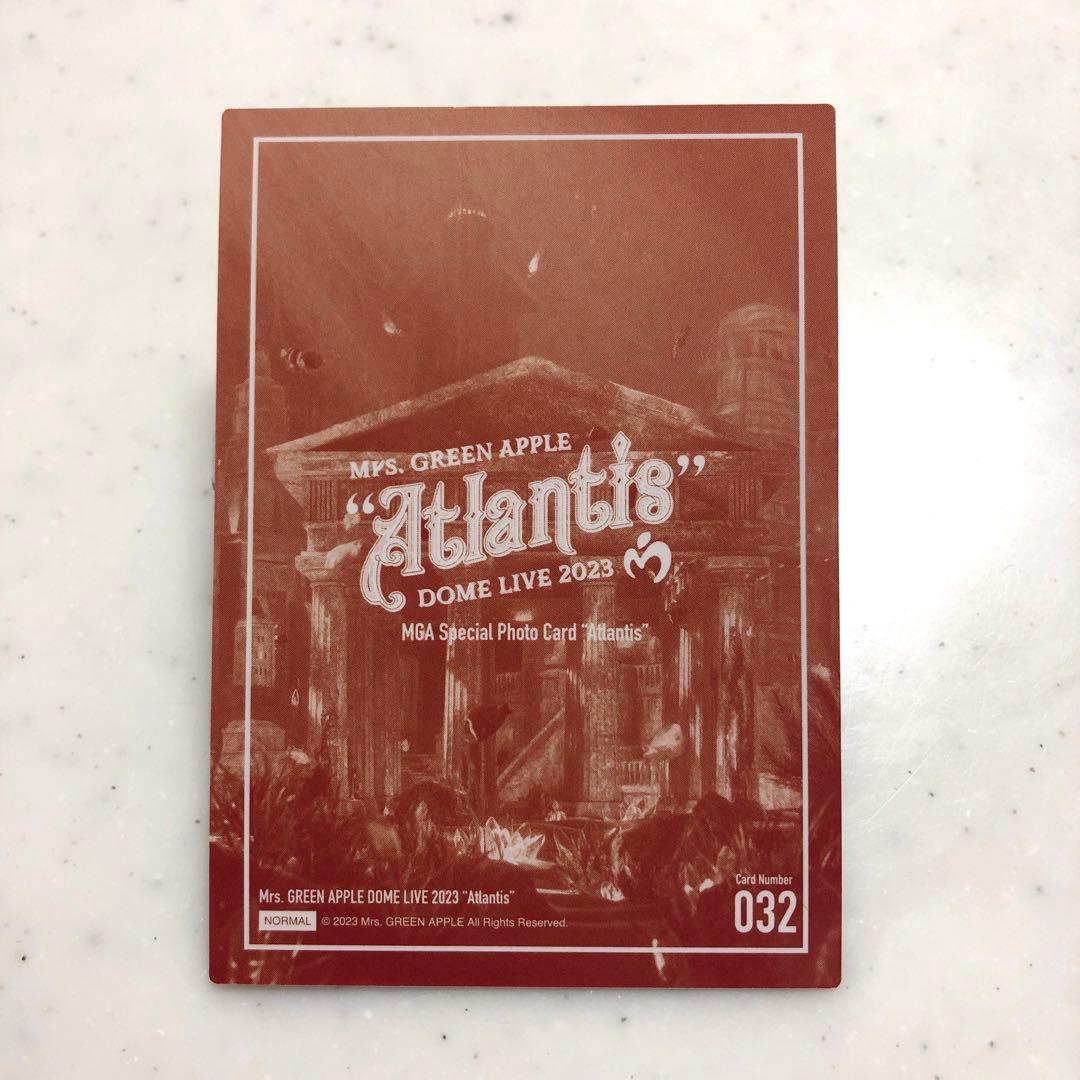 Mrs. GREEN APPLE
“Atlantis”
DOME LIVE 2023
MGA Special Photo Card “Atlantis”
Card Number
032
Mrs. GREEN APPLE DOME LIVE 2023 “Atlantis”
NORMAL © 2023 Mrs. GREEN APPLE All Rights Reserved.